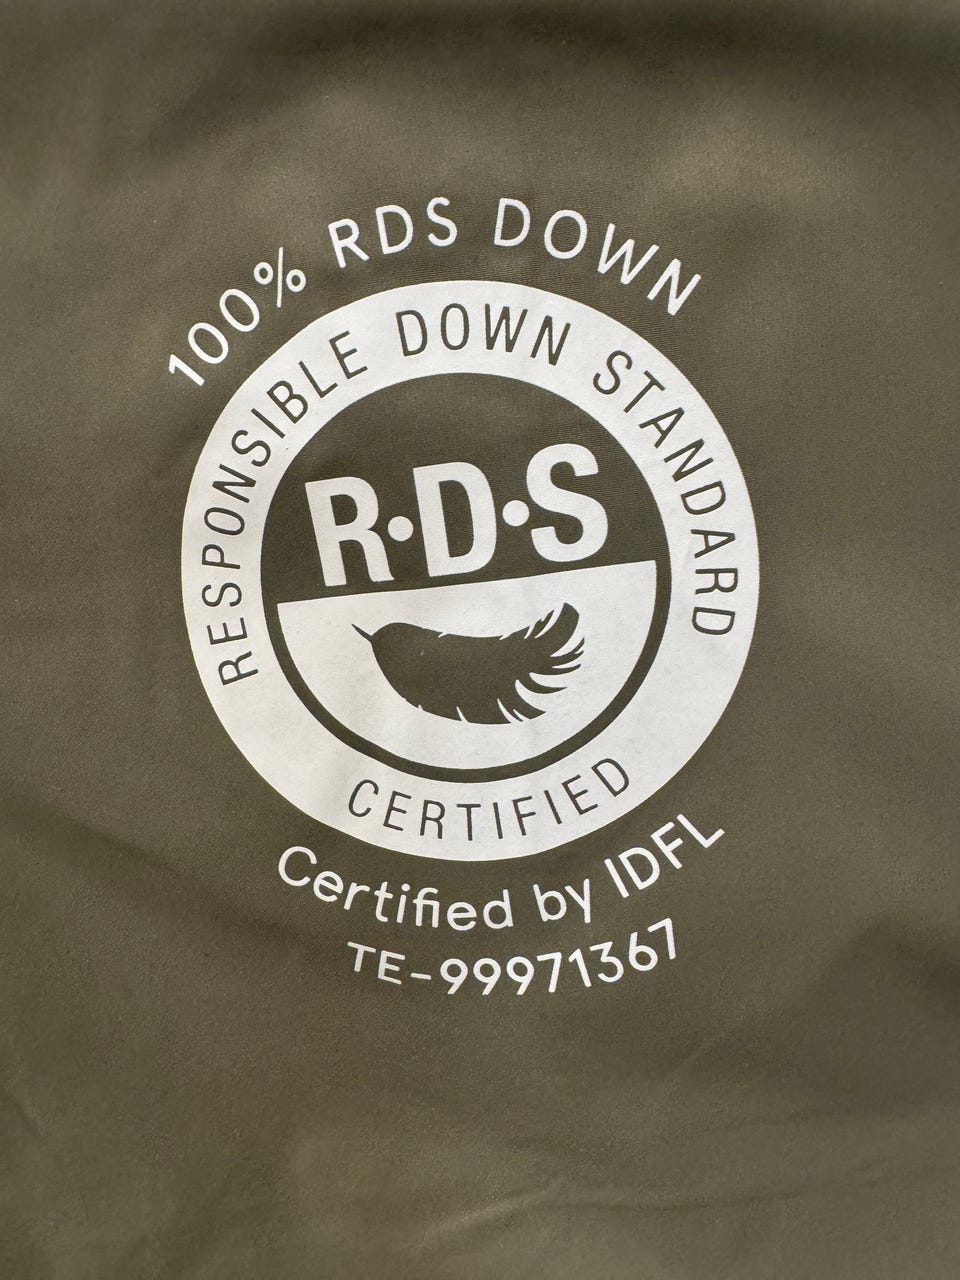 100% RDS DOWN
RESPONSIBLE DOWN STANDARD
R·D·S
CERTIFIED
Certified by IDFL
TE-99971367